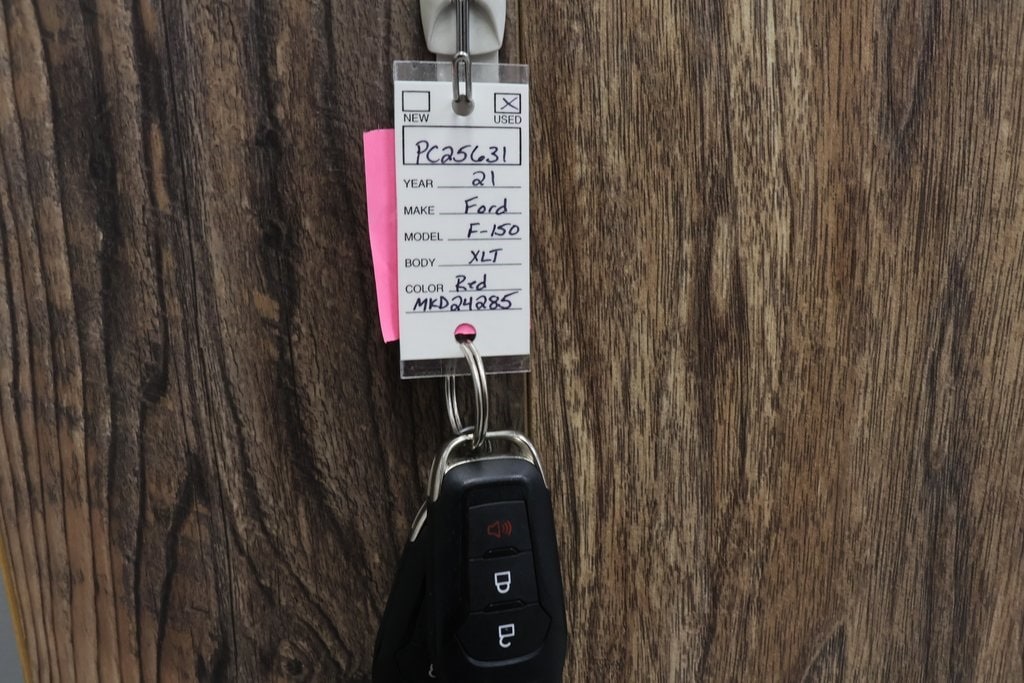 NEW USED
PC25631
YEAR 21
MAKE Ford
MODEL F-150
BODY XLT
COLOR Red
MKD24285